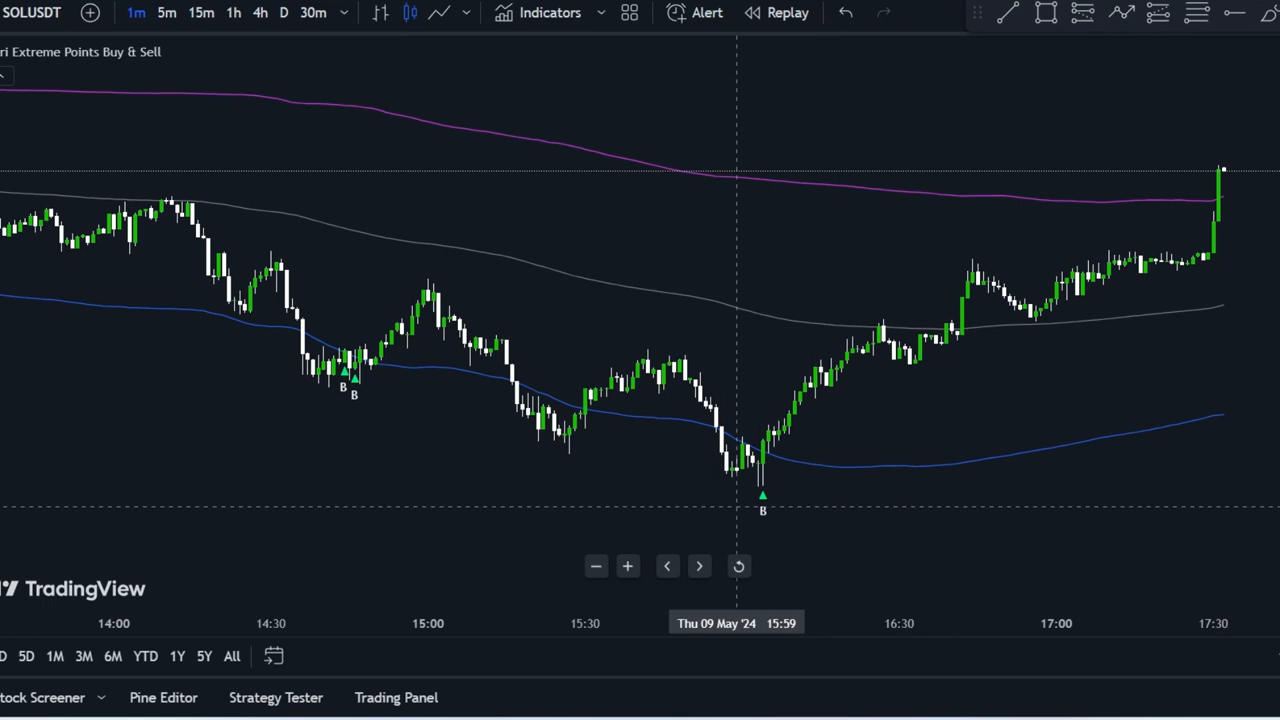 SOLUSDT 1m 5m 15m 1h 4h D 30m Indicators Alert Replay
ri Extreme Points Buy & Sell
B
B
B
TradingView
14:00 14:30 15:00 15:30 Thu 09 May '24 15:59 16:30 17:00 17:30
D 5D 1M 3M 6M YTD 1Y 5Y All
tock Screener Pine Editor Strategy Tester Trading Panel